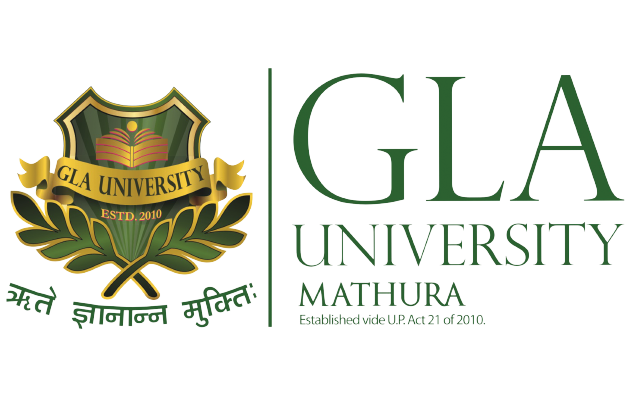 GLA UNIVERSITY
ESTD. 2010
ऋते ज्ञानान्न मुक्तिः
GLA
UNIVERSITY
MATHURA
Established vide U.P. Act 21 of 2010.